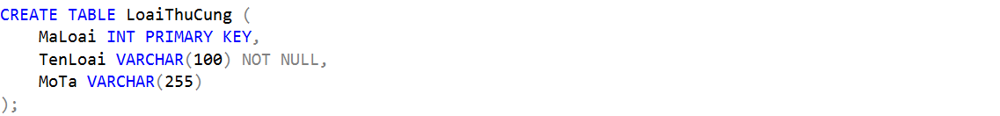 CREATE TABLE LoaiThuCung (
    MaLoai INT PRIMARY KEY,
    TenLoai VARCHAR(100) NOT NULL,
    MoTa VARCHAR(255)
);